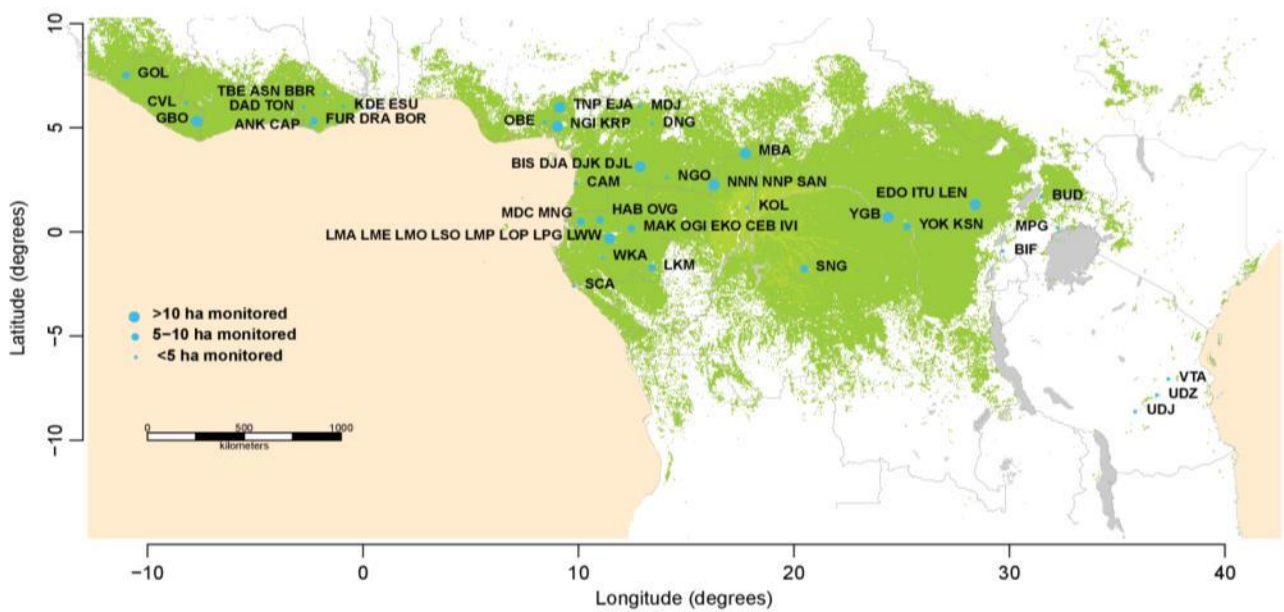 10
5
0
−5
−10
Latitude (degrees)
GOL
TBE ASN BBR
CVL
DAD TON
KDE ESU
GBO
ANK CAP
FUR DRA BOR
OBE
TNP EJA
MDJ
NGI KRP
DNG
MBA
BIS DJA DJK DJL
NGO
NNN NNP SAN
CAM
EDO ITU LEN
BUD
MDC MNG
HAB OVG
KOL
YGB
MAK OGI EKO CEB IVI
YOK KSN
MPG
LMA LME LMO LSO LMP LOP LPG LWW
WKA
BIF
LKM
SNG
SCA
>10 ha monitored
5−10 ha monitored
<5 ha monitored
VTA
UDZ
UDJ
0 500 1000
kilometers
−10 0 10 20 30 40
Longitude (degrees)